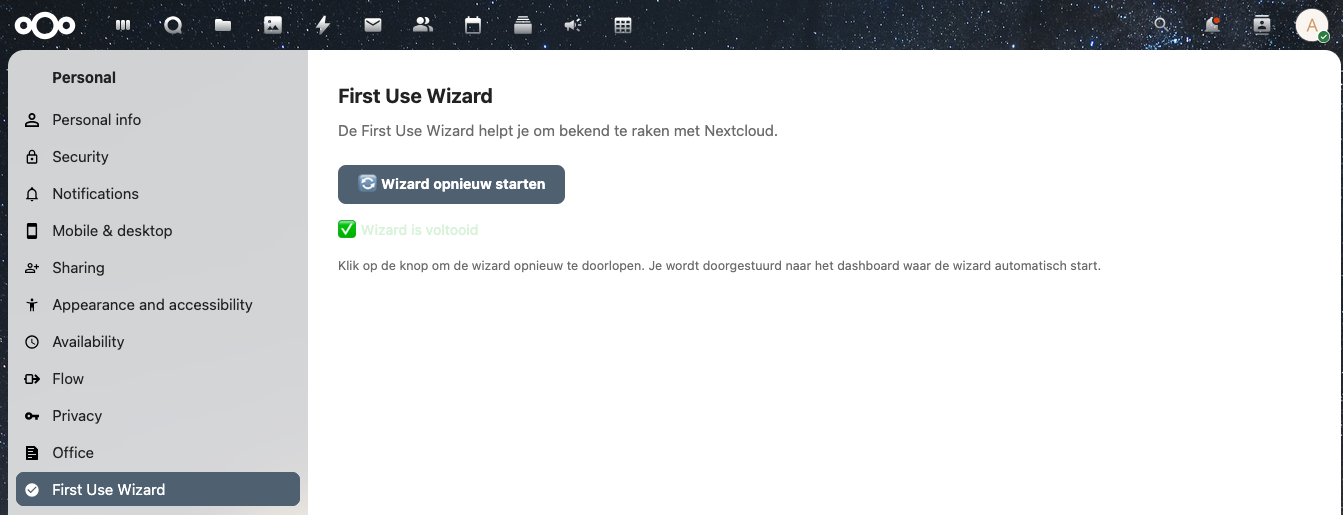 A
Personal
Personal info
Security
Notifications
Mobile & desktop
Sharing
Appearance and accessibility
Availability
Flow
Privacy
Office
First Use Wizard
First Use Wizard
De First Use Wizard helpt je om bekend te raken met Nextcloud.
Wizard opnieuw starten
Wizard is voltooid
Klik op de knop om de wizard opnieuw te doorlopen. Je wordt doorgestuurd naar het dashboard waar de wizard automatisch start.